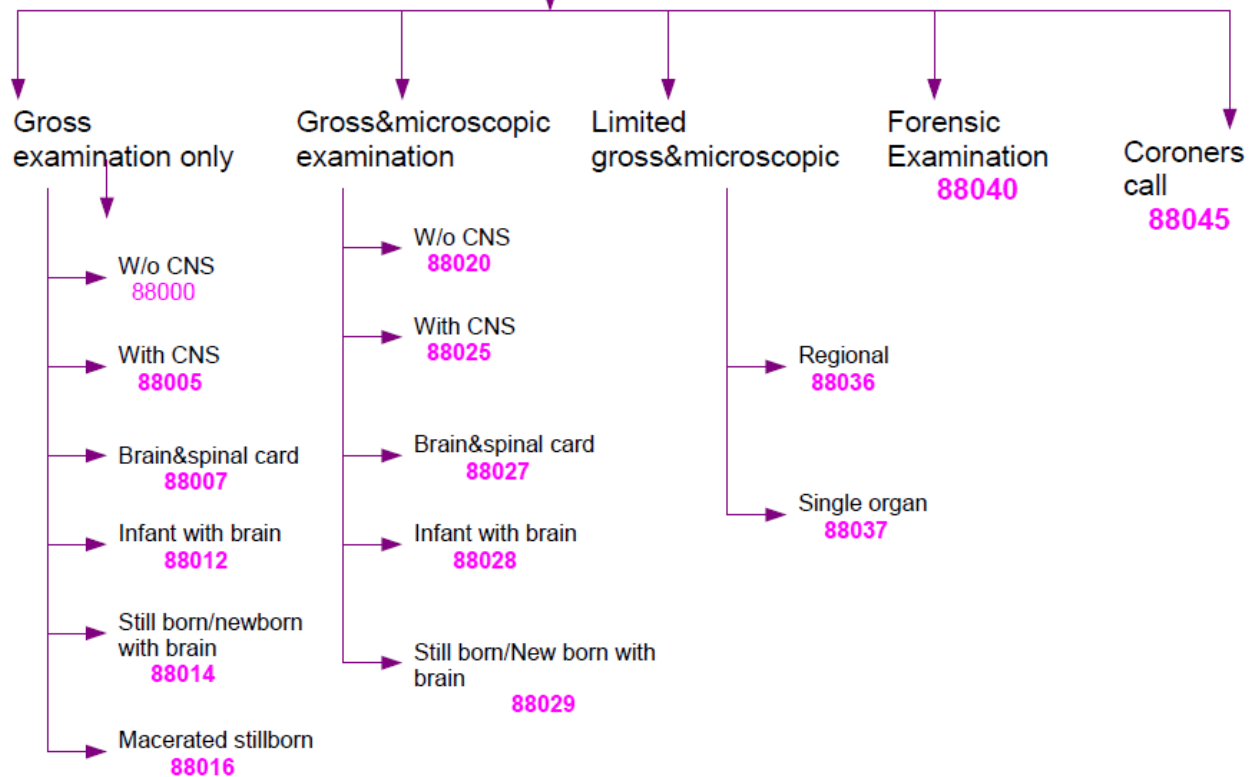 Gross
examination only
W/o CNS
88000
With CNS
88005
Brain&spinal card
88007
Infant with brain
88012
Still born/newborn
with brain
88014
Macerated stillborn
88016
Gross&microscopic
examination
W/o CNS
88020
With CNS
88025
Brain&spinal card
88027
Infant with brain
88028
Still born/New born with
brain
88029
Limited
gross&microscopic
Regional
88036
Single organ
88037
Forensic
Examination
88040
Coroners
call
88045